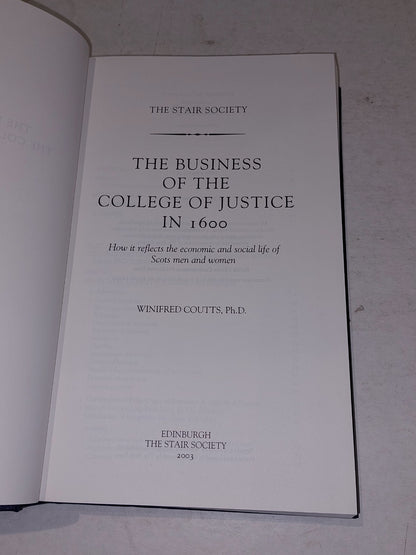 THE STAIR SOCIETY
THE BUSINESS
OF THE
COLLEGE OF JUSTICE
IN 1600
How it reflects the economic and social life of
Scots men and women
WINIFRED COUTTS, Ph.D.
EDINBURGH
THE STAIR SOCIETY
2003